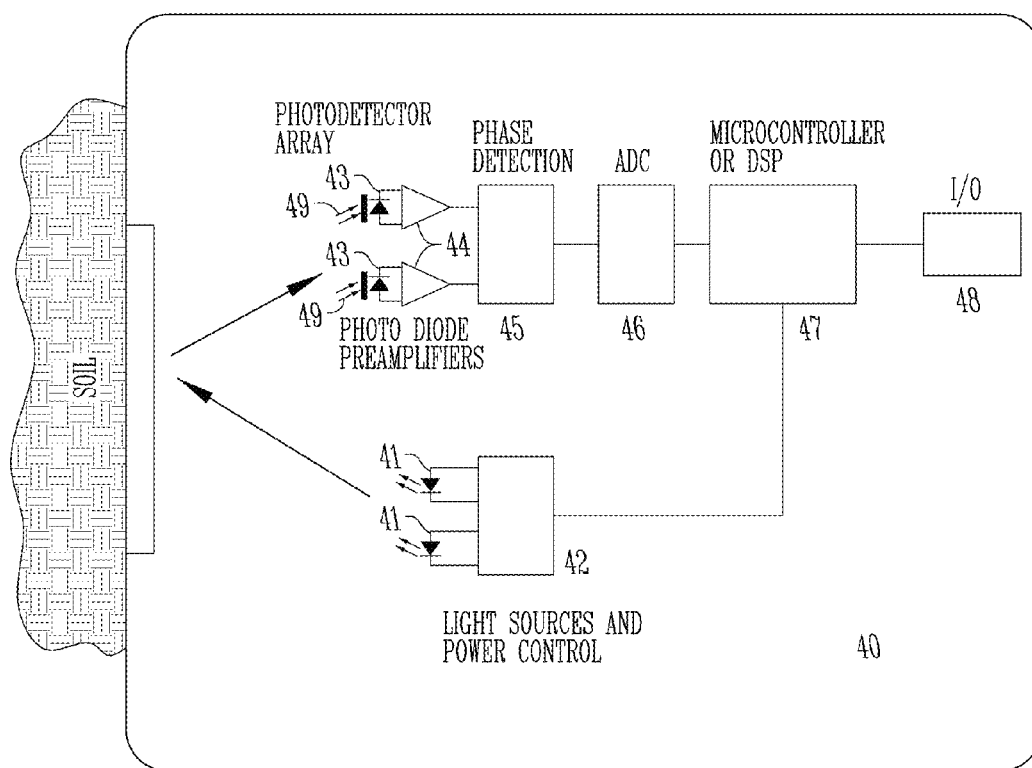 PHOTODETECTOR
ARRAY
PHASE
DETECTION
ADC
MICROCONTROLLER
OR DSP
I/O
43
49
44
43
49
PHOTO DIODE
PREAMPLIFIERS
45
46
47
48
SOIL
41
41
42
LIGHT SOURCES AND
POWER CONTROL
40